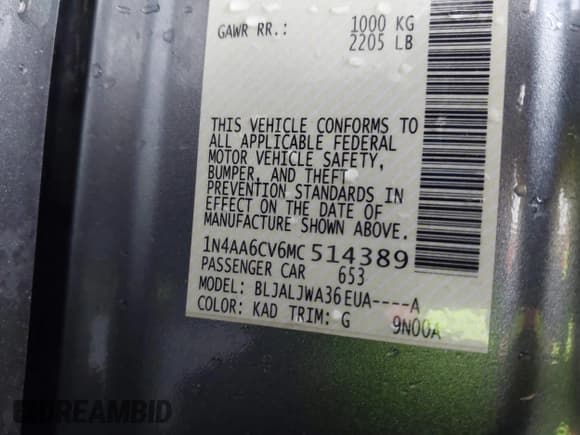 GAWR RR.: 1000 KG
2205 LB
THIS VEHICLE CONFORMS TO
ALL APPLICABLE FEDERAL
MOTOR VEHICLE SAFETY,
BUMPER, AND THEFT
PREVENTION STANDARDS IN
EFFECT ON THE DATE OF
MANUFACTURE SHOWN ABOVE.
1N4AA6CV6MC514389
PASSENGER CAR 653
MODEL: BLJALJWA36EUA----A
COLOR: KAD TRIM: G 9N00A
DREAMBID